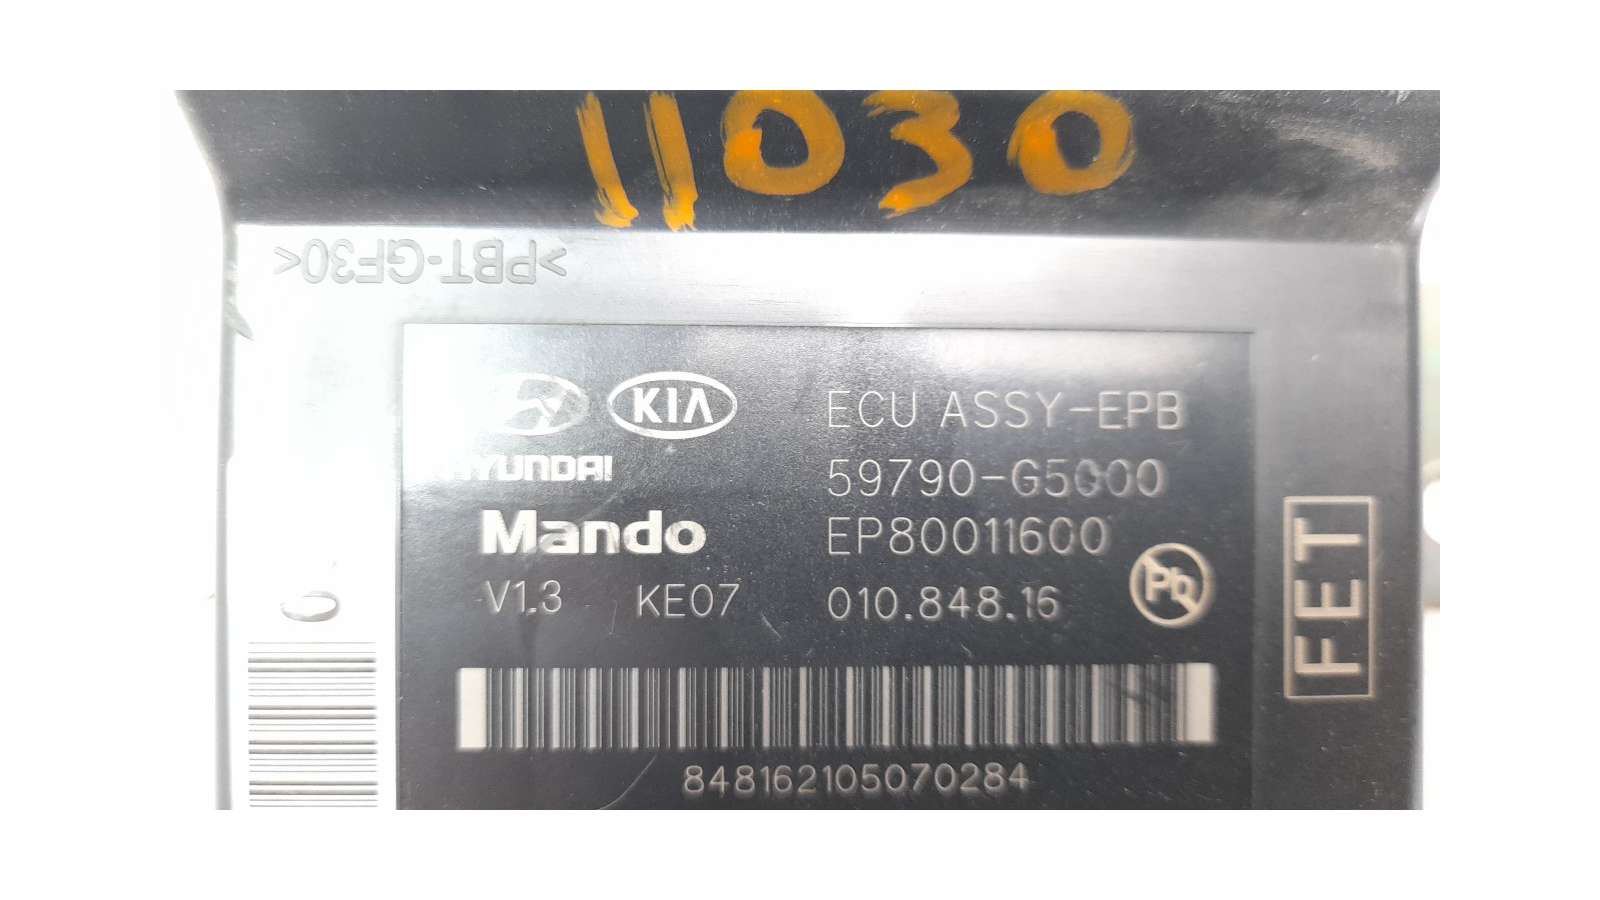 11030
>PBT-GF30<
KIA
HYUNDAI
Mando
V1.3 KE07
ECU ASSY-EPB
59790-G5000
EP80011600
010.848.16
Pb
FET
848162105070284